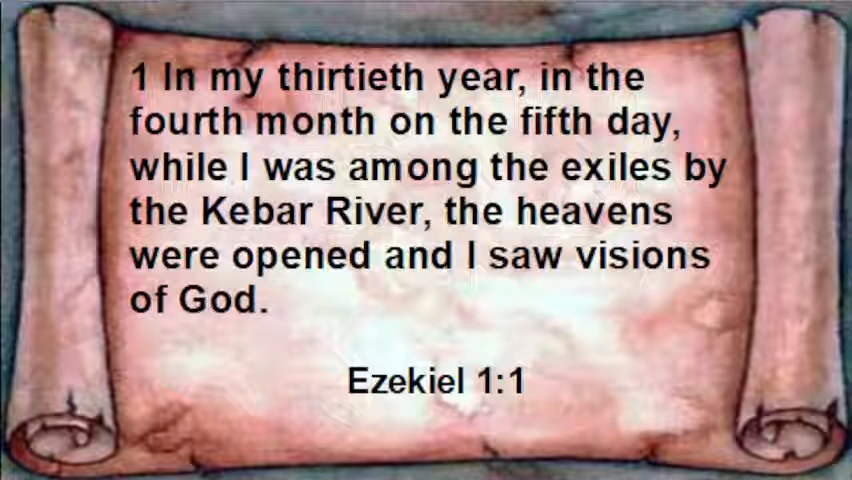 1 In my thirtieth year, in the
fourth month on the fifth day,
while I was among the exiles by
the Kebar River, the heavens
were opened and I saw visions
of God.
Ezekiel 1:1